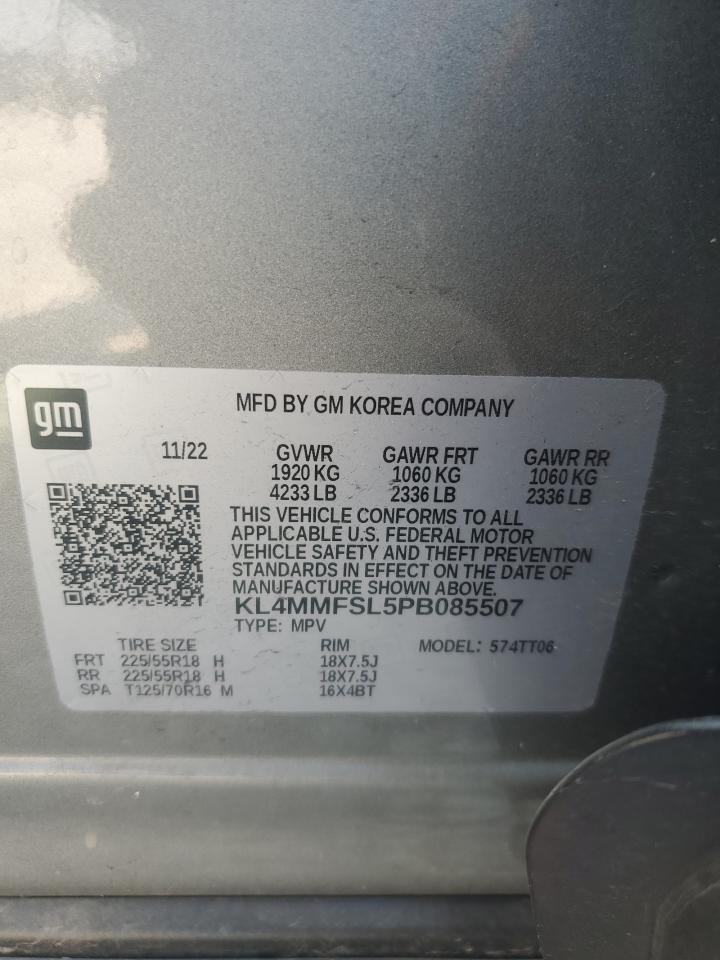 gm
MFD BY GM KOREA COMPANY
11/22 GVWR GAWR FRT GAWR RR
1920 KG 1060 KG 1060 KG
4233 LB 2336 LB 2336 LB
THIS VEHICLE CONFORMS TO ALL
APPLICABLE U.S. FEDERAL MOTOR
VEHICLE SAFETY AND THEFT PREVENTION
STANDARDS IN EFFECT ON THE DATE OF
MANUFACTURE SHOWN ABOVE.
KL4MMFSL5PB085507
TYPE: MPV
TIRE SIZE RIM MODEL: 574TT06
FRT 225/55R18 H 18X7.5J
RR 225/55R18 H 18X7.5J
SPA T125/70R16 M 16X4BT